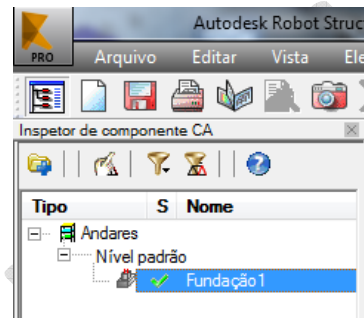 Autodesk Robot Struc
PRO
Arquivo Editar Vista Ele
Inspetor de componente CA
Tipo S Nome
Andares
Nível padrão
Fundação1